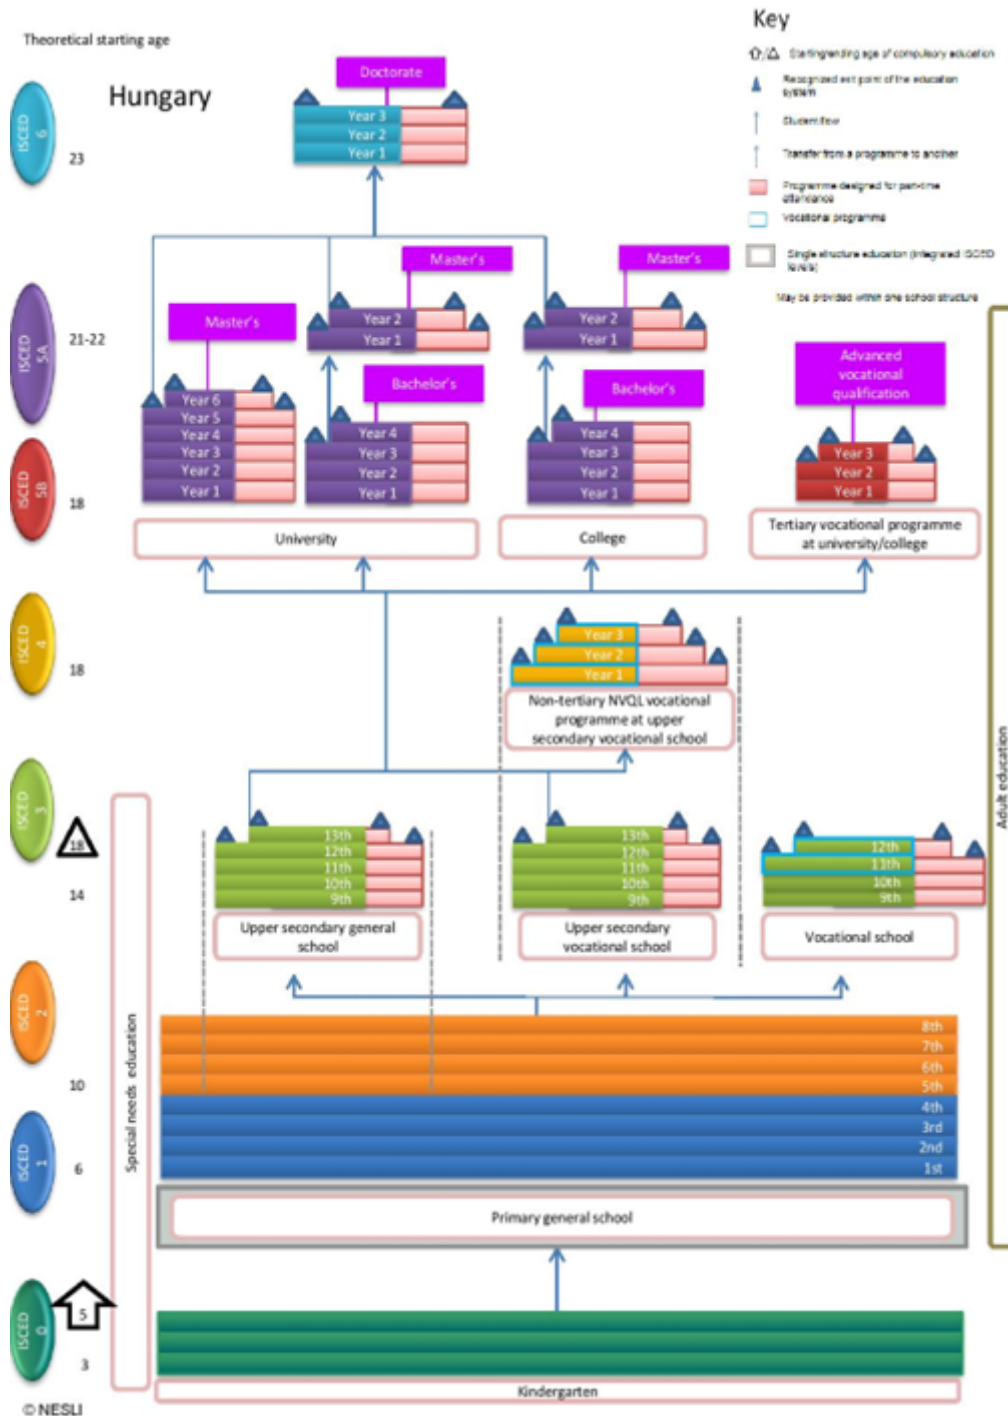 Key
Theoretical starting age
Starting/ending age of compulsory education
Recognized exit point of the education
system
Student flow
Transfer from a programme to another
Programme designed for part-time
attendance
Vocational programme
Single structure education (integrated ISCED
levels)
May be provided within one school structure
Hungary
ISCED
6
23
Doctorate
Year 3
Year 2
Year 1
ISCED
5A
21-22
Master's
Year 6
Year 5
Year 4
Year 3
Year 2
Year 1
Master's
Year 2
Year 1
Bachelor's
Year 4
Year 3
Year 2
Year 1
Master's
Year 2
Year 1
Bachelor's
Year 4
Year 3
Year 2
Year 1
Advanced
vocational
qualification
Year 3
Year 2
Year 1
ISCED
5B
18
University
College
Tertiary vocational programme
at university/college
ISCED
4
18
Year 3
Year 2
Year 1
Non-tertiary NVQL vocational
programme at upper
secondary vocational school
ISCED
3
18
14
13th
12th
11th
10th
9th
Upper secondary general
school
13th
12th
11th
10th
9th
Upper secondary
vocational school
12th
11th
10th
9th
Vocational school
Adult education
Special needs education
ISCED
2
10
8th
7th
6th
5th
ISCED
1
6
4th
3rd
2nd
1st
Primary general school
ISCED
0
5
3
Kindergarten
© NESLI